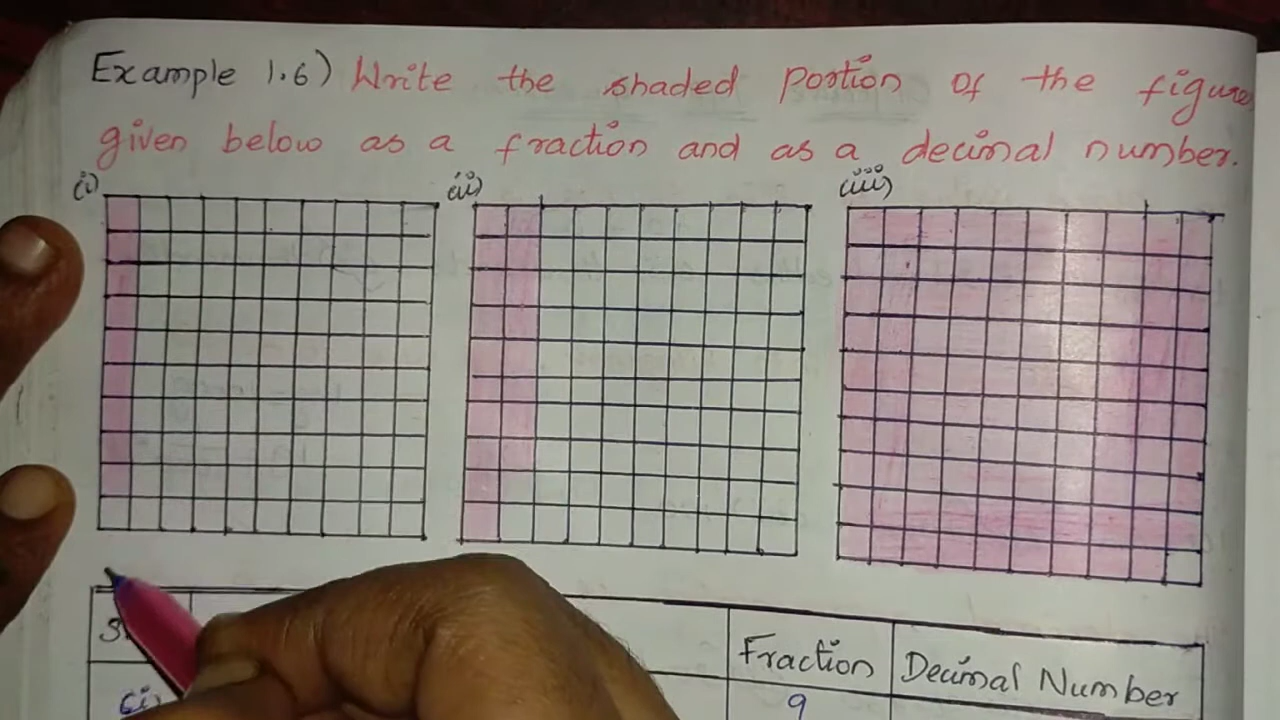 Example 1.6) Write the shaded portion of the figure
given below as a fraction and as a decimal number.
(i) (ii) (iii)
Fraction Decimal Number
(i) 9